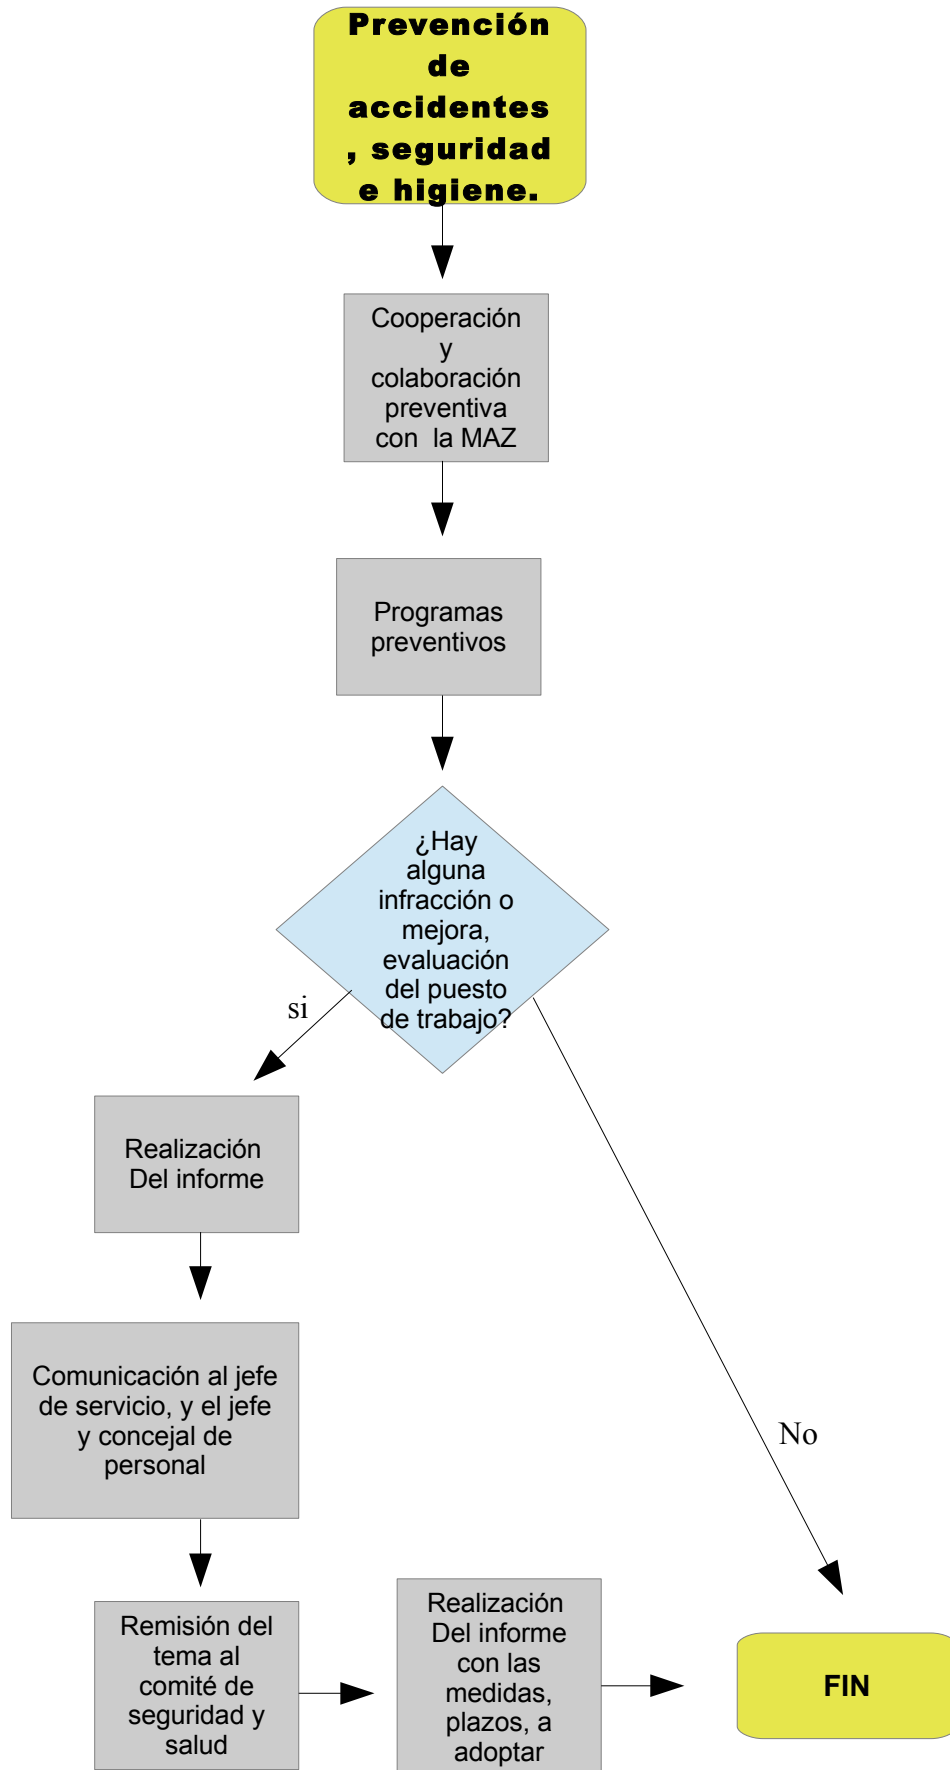 Prevención
de
accidentes
, seguridad
e higiene.
Cooperación
y
colaboración
preventiva
con la MAZ
Programas
preventivos
¿Hay
alguna
infracción o
mejora,
evaluación
del puesto
de trabajo?
si
Realización
Del informe
Comunicación al jefe
de servicio, y el jefe
y concejal de
personal
No
Remisión del
tema al
comité de
seguridad y
salud
Realización
Del informe
con las
medidas,
plazos, a
adoptar
FIN